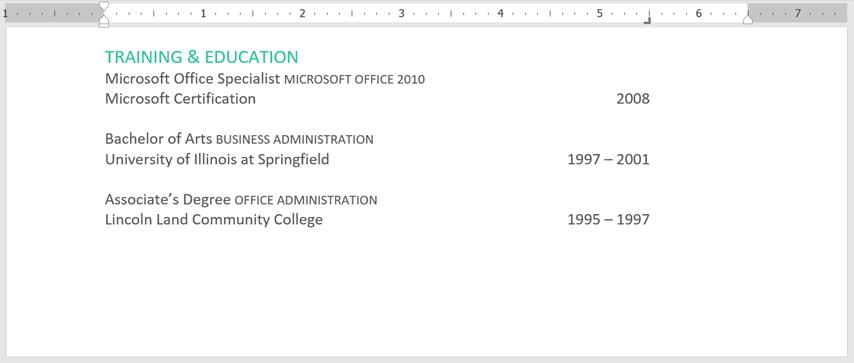 1 1 2 3 4 5 6 7
TRAINING & EDUCATION
Microsoft Office Specialist MICROSOFT OFFICE 2010
Microsoft Certification 2008
Bachelor of Arts BUSINESS ADMINISTRATION
University of Illinois at Springfield 1997 – 2001
Associate’s Degree OFFICE ADMINISTRATION
Lincoln Land Community College 1995 – 1997